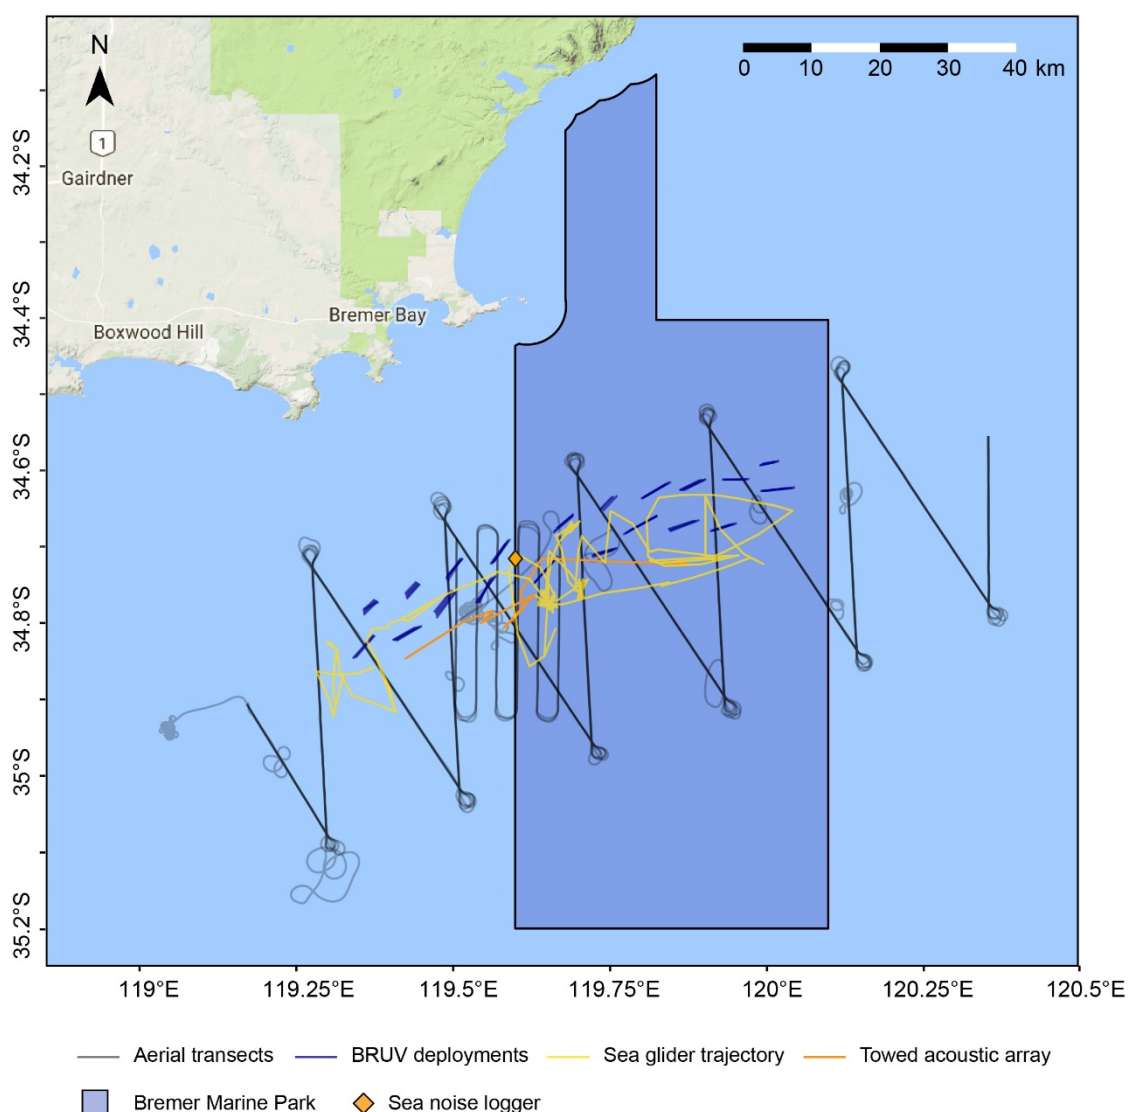 N
0 10 20 30 40 km
1
Gairdner
Boxwood Hill
Bremer Bay
34.2°S
34.4°S
34.6°S
34.8°S
35°S
35.2°S
119°E 119.25°E 119.5°E 119.75°E 120°E 120.25°E 120.5°E
Aerial transects BRUV deployments Sea glider trajectory Towed acoustic array
Bremer Marine Park Sea noise logger